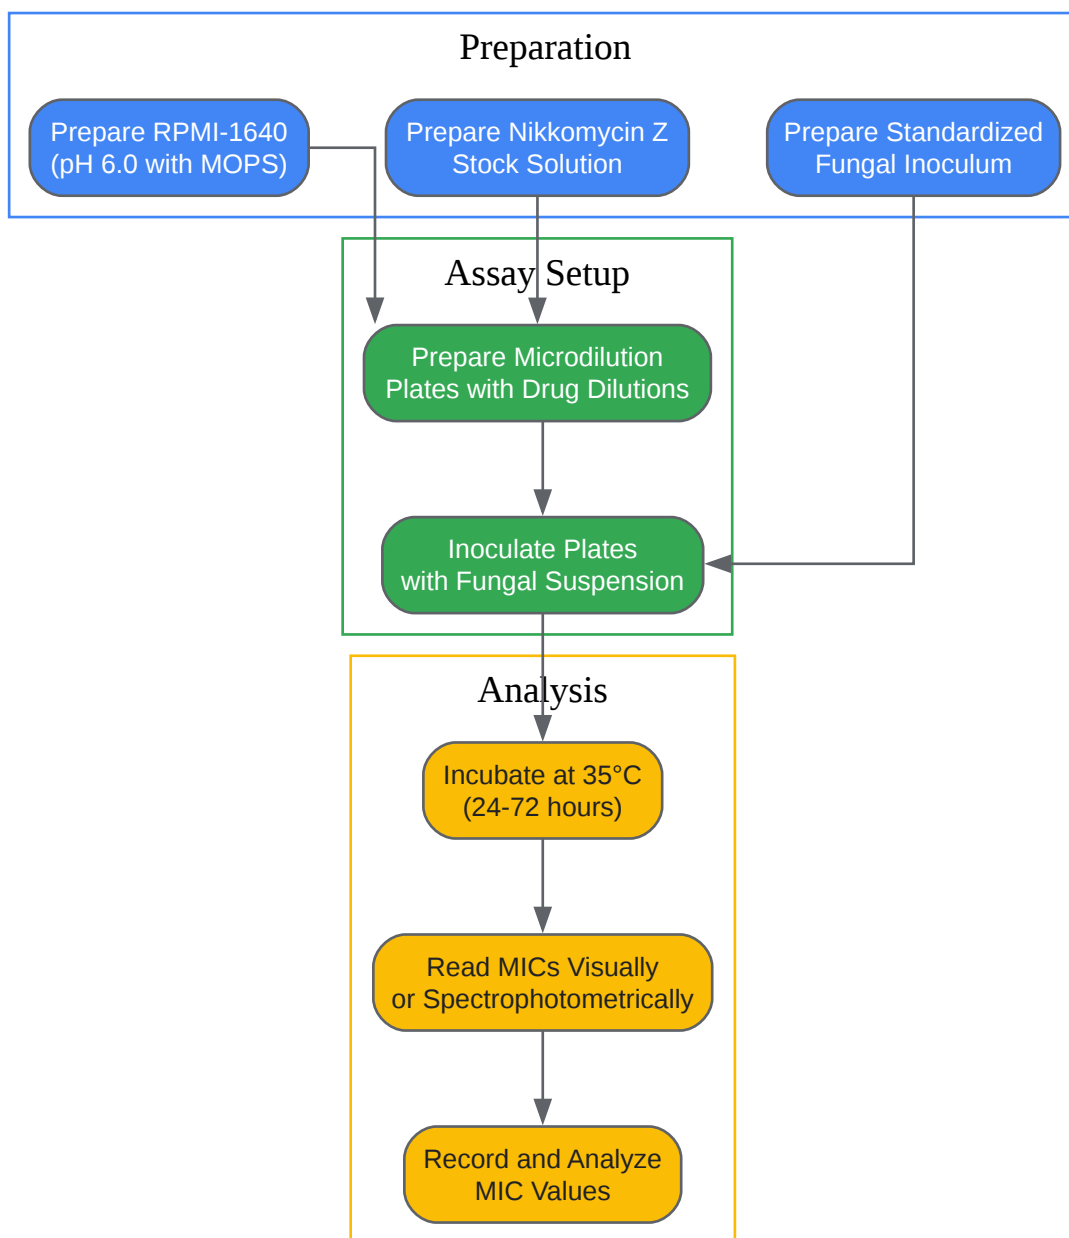 Preparation
Prepare RPMI-1640
(pH 6.0 with MOPS)
Prepare Nikkomycin Z
Stock Solution
Prepare Standardized
Fungal Inoculum
Assay Setup
Prepare Microdilution
Plates with Drug Dilutions
Inoculate Plates
with Fungal Suspension
Analysis
Incubate at 35°C
(24-72 hours)
Read MICs Visually
or Spectrophotometrically
Record and Analyze
MIC Values